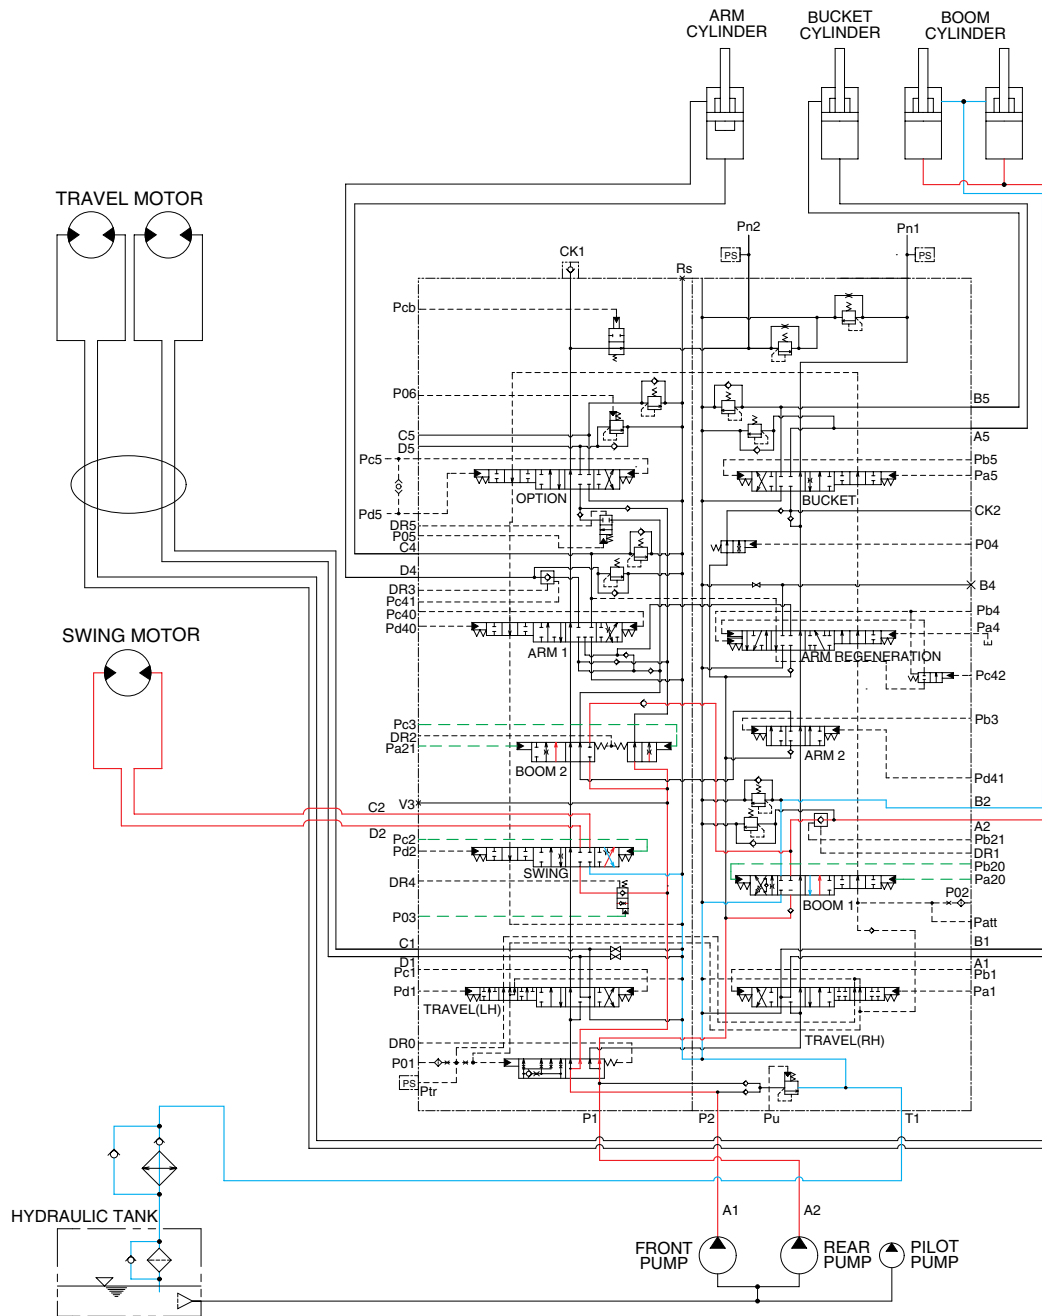 ARM
CYLINDER
BUCKET
CYLINDER
BOOM
CYLINDER
TRAVEL MOTOR
Pn2
Pn1
PS
PS
CK1
Rs
Pcb
P06
B5
C5
D5
A5
Pc5
Pb5
Pa5
OPTION
BUCKET
Pd5
CK2
DR5
P05
C4
P04
D4
B4
DR3
Pc41
Pc40
Pb4
Pd40
Pa4
E
ARM 1
ARM REGENERATION
SWING MOTOR
Pc42
Pc3
Pb3
DR2
Pa21
BOOM 2
ARM 2
Pd41
C2
V3
B2
D2
A2
Pc2
Pb21
Pd2
DR1
SWING
Pb20
DR4
Pa20
P02
BOOM 1
P03
Patt
C1
B1
D1
A1
Pc1
Pb1
Pd1
Pa1
TRAVEL(LH)
TRAVEL(RH)
DR0
P01
PS
Ptr
P1
P2
Pu
T1
HYDRAULIC TANK
A1
A2
FRONT
PUMP
REAR
PUMP
PILOT
PUMP